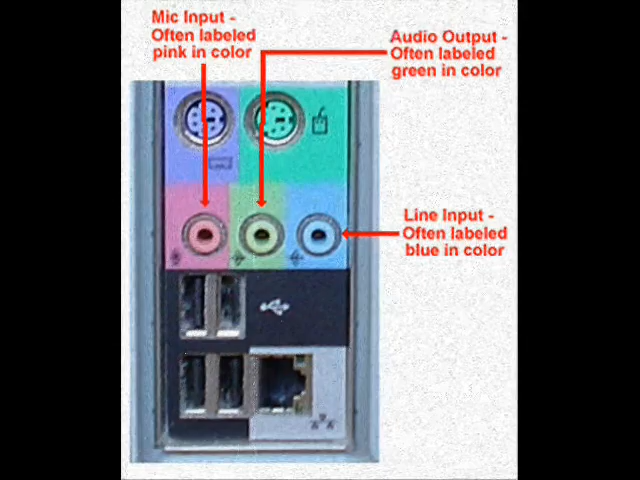 Mic Input -
Often labeled
pink in color
Audio Output -
Often labeled
green in color
Line Input -
Often labeled
blue in color